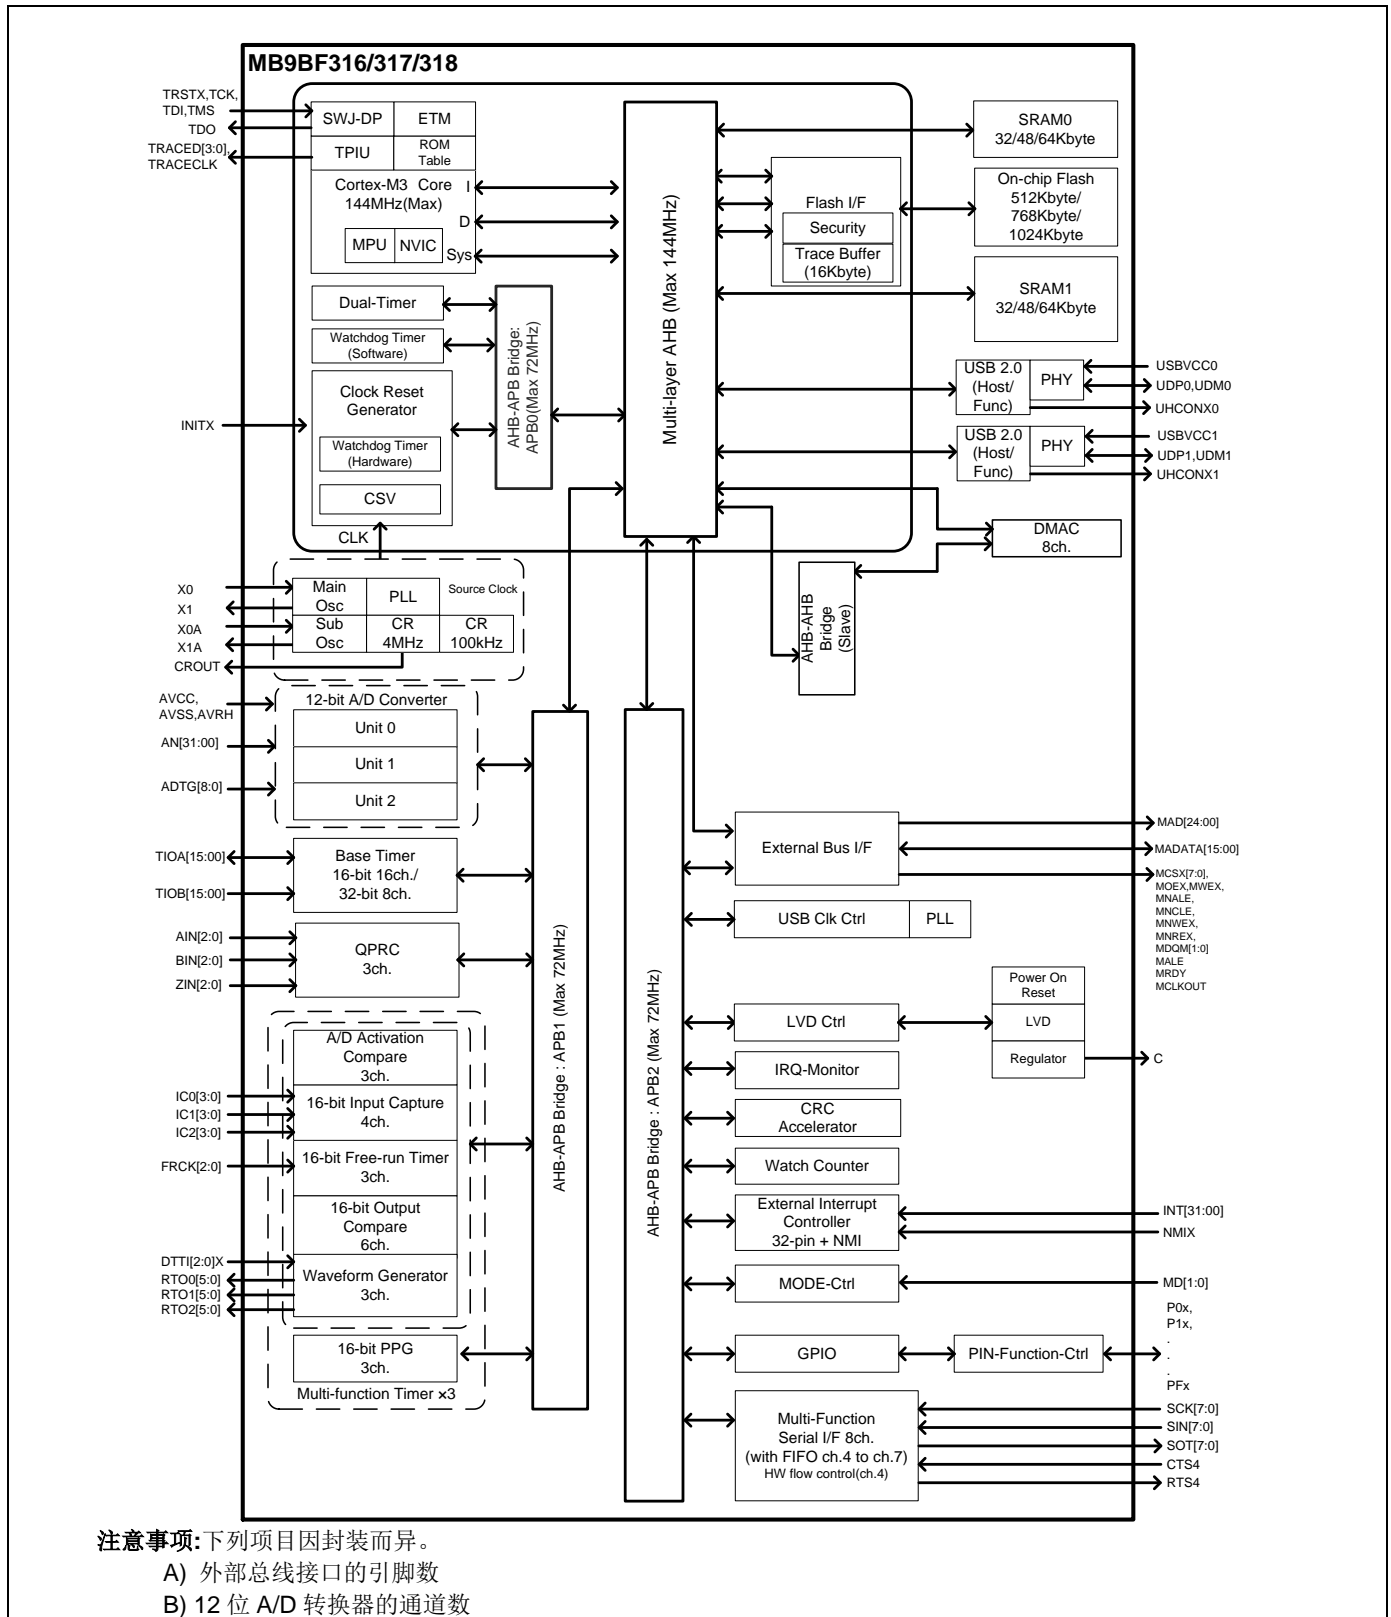 MB9BF316/317/318
TRSTX,TCK,
TDI,TMS
TDO
TRACED[3:0],
TRACECLK
SWJ-DP
ETM
TPIU
ROM
Table
Cortex-M3 Core
144MHz(Max)
I
D
Sys
MPU
NVIC
Dual-Timer
Watchdog Timer
(Software)
Clock Reset
Generator
Watchdog Timer
(Hardware)
CSV
INITX
CLK
AHB-APB Bridge:
APB0(Max 72MHz)
Multi-layer AHB (Max 144MHz)
Flash I/F
Security
Trace Buffer
(16Kbyte)
SRAM0
32/48/64Kbyte
On-chip Flash
512Kbyte/
768Kbyte/
1024Kbyte
SRAM1
32/48/64Kbyte
USB 2.0
(Host/
Func)
PHY
USBVCC0
UDP0,UDM0
UHCONX0
USB 2.0
(Host/
Func)
PHY
USBVCC1
UDP1,UDM1
UHCONX1
DMAC
8ch.
AHB-AHB
Bridge
(Slave)
X0
X1
X0A
X1A
CROUT
Main
Osc
PLL
Source Clock
Sub
Osc
CR
4MHz
CR
100kHz
AVCC,
AVSS,AVRH
AN[31:00]
ADTG[8:0]
12-bit A/D Converter
Unit 0
Unit 1
Unit 2
TIOA[15:00]
TIOB[15:00]
Base Timer
16-bit 16ch./
32-bit 8ch.
AIN[2:0]
BIN[2:0]
ZIN[2:0]
QPRC
3ch.
A/D Activation
Compare
3ch.
IC0[3:0]
IC1[3:0]
IC2[3:0]
16-bit Input Capture
4ch.
FRCK[2:0]
16-bit Free-run Timer
3ch.
16-bit Output
Compare
6ch.
DTTI[2:0]X
RTO0[5:0]
RTO1[5:0]
RTO2[5:0]
Waveform Generator
3ch.
16-bit PPG
3ch.
Multi-function Timer ×3
AHB-APB Bridge : APB1 (Max 72MHz)
AHB-APB Bridge : APB2 (Max 72MHz)
External Bus I/F
MAD[24:00]
MADATA[15:00]
MCSX[7:0],
MOEX,MWEX,
MNALE,
MNCLE,
MNWEX,
MNREX,
MDQM[1:0]
MALE
MRDY
MCLKOUT
USB Clk Ctrl
PLL
LVD Ctrl
Power On
Reset
LVD
Regulator
C
IRQ-Monitor
CRC
Accelerator
Watch Counter
External Interrupt
Controller
32-pin + NMI
INT[31:00]
NMIX
MODE-Ctrl
MD[1:0]
GPIO
PIN-Function-Ctrl
P0x,
P1x,
.
.
.
PFx
Multi-Function
Serial I/F 8ch.
(with FIFO ch.4 to ch.7)
HW flow control(ch.4)
SCK[7:0]
SIN[7:0]
SOT[7:0]
CTS4
RTS4
注意事项:下列项目因封装而异。
A) 外部总线接口的引脚数
B) 12 位 A/D 转换器的通道数